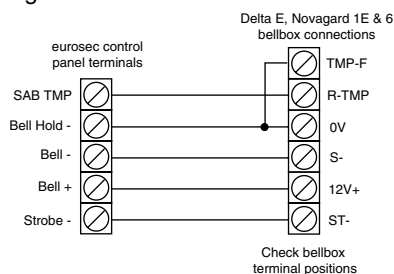 Delta E, Novagard 1E & 6
bellbox connections
eurosec control
panel terminals
TMP-F
SAB TMP
R-TMP
Bell Hold -
0V
Bell -
S-
Bell +
12V+
Strobe -
ST-
Check bellbox
terminal positions